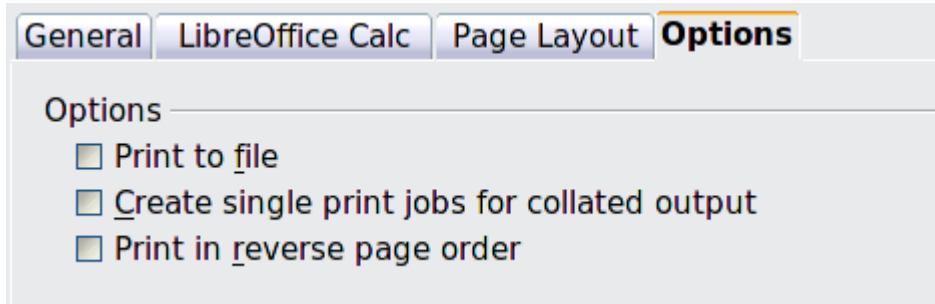 General LibreOffice Calc Page Layout Options
Options
Print to file
Create single print jobs for collated output
Print in reverse page order